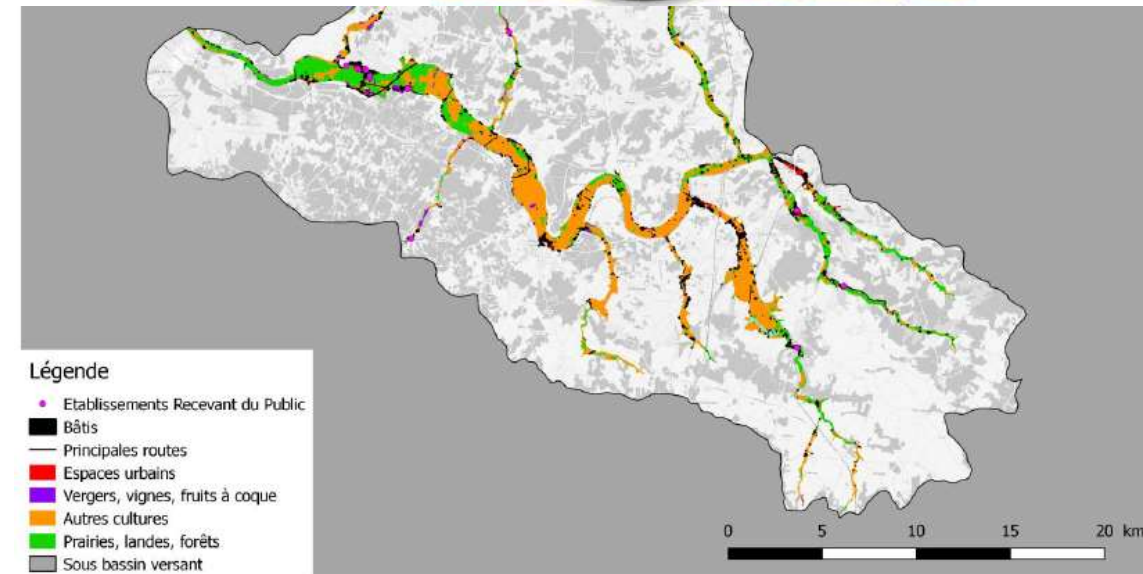 Légende
Etablissements Recevant du Public
Bâtis
Principales routes
Espaces urbains
Vergers, vignes, fruits à coque
Autres cultures
Prairies, landes, forêts
Sous bassin versant
0 5 10 15 20 km